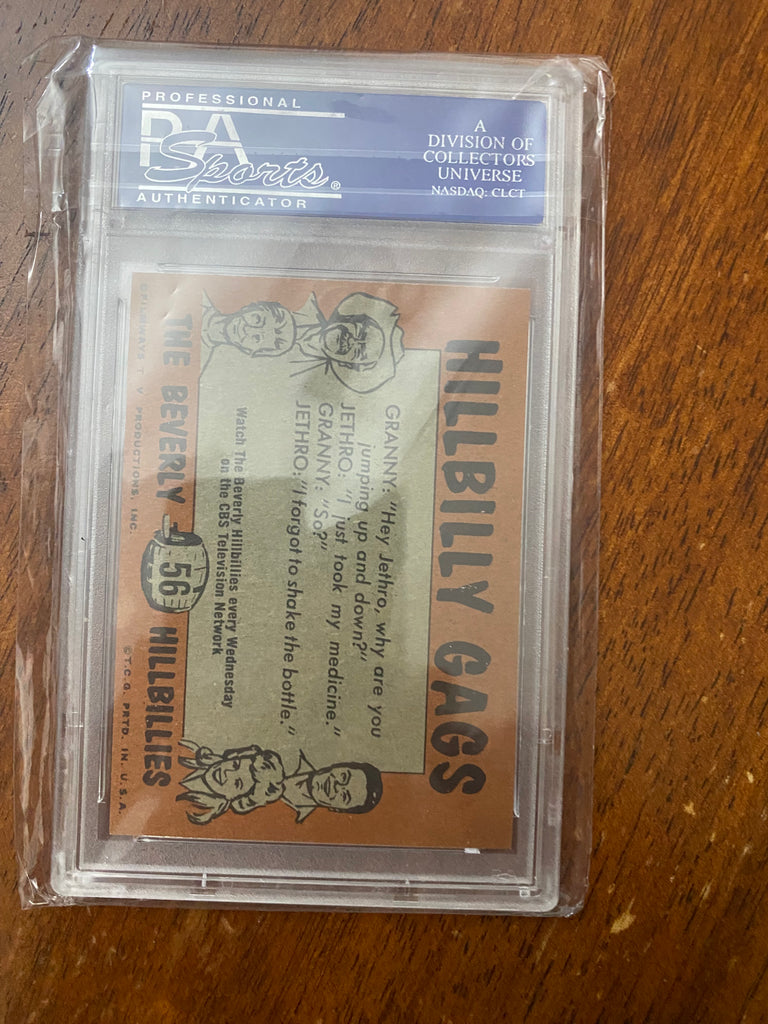 PROFESSIONAL
PSA
Sports®
AUTHENTICATOR
A
DIVISION OF
COLLECTORS
UNIVERSE
NASDAQ: CLCT
HILLBILLY GAGS
GRANNY: "Hey Jethro, why are you
jumping up and down?"
JETHRO: "I just took my medicine."
GRANNY: "So?"
JETHRO: "I forgot to shake the bottle."
Watch The Beverly Hillbillies every Wednesday
on the CBS Television Network
THE BEVERLY 56 HILLBILLIES
©FILMWAYS T V PRODUCTIONS, INC.
© T.C.G. PRTD. IN U.S.A.